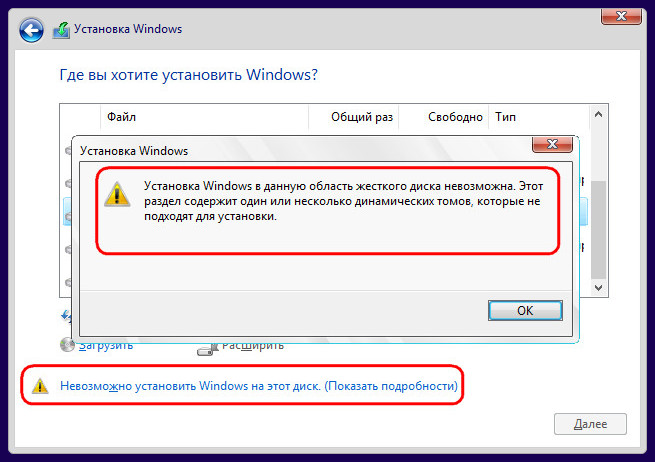 Установка Windows
Где вы хотите установить Windows?
Файл Общий раз Свободно Тип
Установка Windows
Установка Windows в данную область жесткого диска невозможна. Этот
раздел содержит один или несколько динамических томов, которые не
подходят для установки.
OK
Загрузить Расширить
Невозможно установить Windows на этот диск. (Показать подробности)
Далее